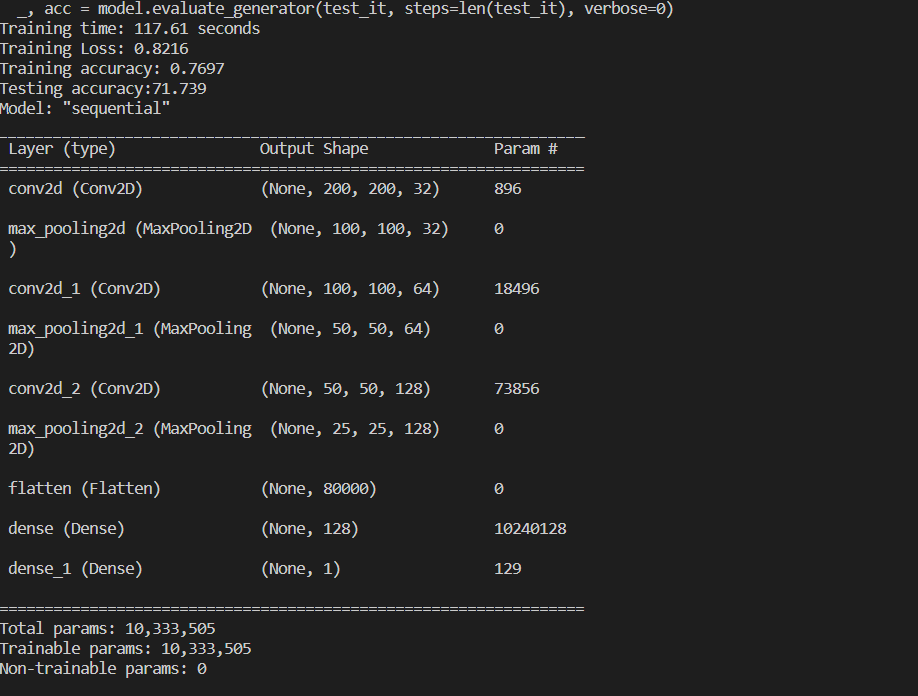 _, acc = model.evaluate_generator(test_it, steps=len(test_it), verbose=0)
Training time: 117.61 seconds
Training Loss: 0.8216
Training accuracy: 0.7697
Testing accuracy:71.739
Model: "sequential"
_________________________________________________________________
Layer (type) Output Shape Param #
=================================================================
conv2d (Conv2D) (None, 200, 200, 32) 896
max_pooling2d (MaxPooling2D (None, 100, 100, 32) 0
)
conv2d_1 (Conv2D) (None, 100, 100, 64) 18496
max_pooling2d_1 (MaxPooling (None, 50, 50, 64) 0
2D)
conv2d_2 (Conv2D) (None, 50, 50, 128) 73856
max_pooling2d_2 (MaxPooling (None, 25, 25, 128) 0
2D)
flatten (Flatten) (None, 80000) 0
dense (Dense) (None, 128) 10240128
dense_1 (Dense) (None, 1) 129
=================================================================
Total params: 10,333,505
Trainable params: 10,333,505
Non-trainable params: 0